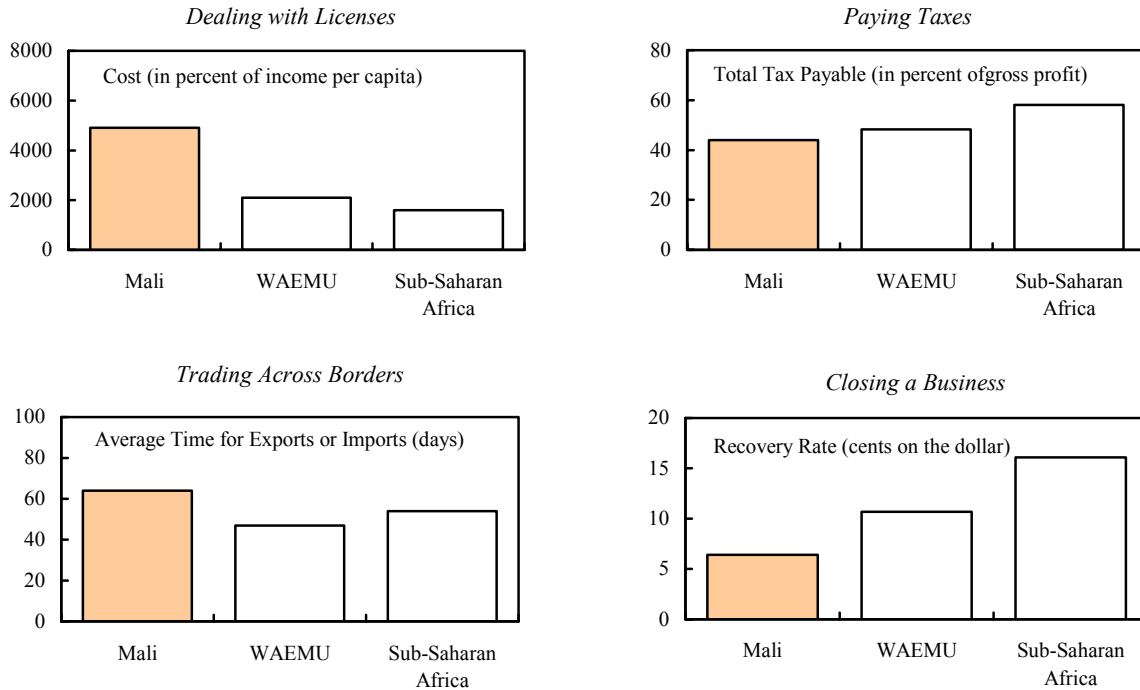 Dealing with Licenses
8000
6000
4000
2000
0
Cost (in percent of income per capita)
Mali
WAEMU
Sub-Saharan
Africa
Paying Taxes
80
60
40
20
0
Total Tax Payable (in percent ofgross profit)
Mali
WAEMU
Sub-Saharan
Africa
Trading Across Borders
100
80
60
40
20
0
Average Time for Exports or Imports (days)
Mali
WAEMU
Sub-Saharan
Africa
Closing a Business
20
15
10
5
0
Recovery Rate (cents on the dollar)
Mali
WAEMU
Sub-Saharan
Africa